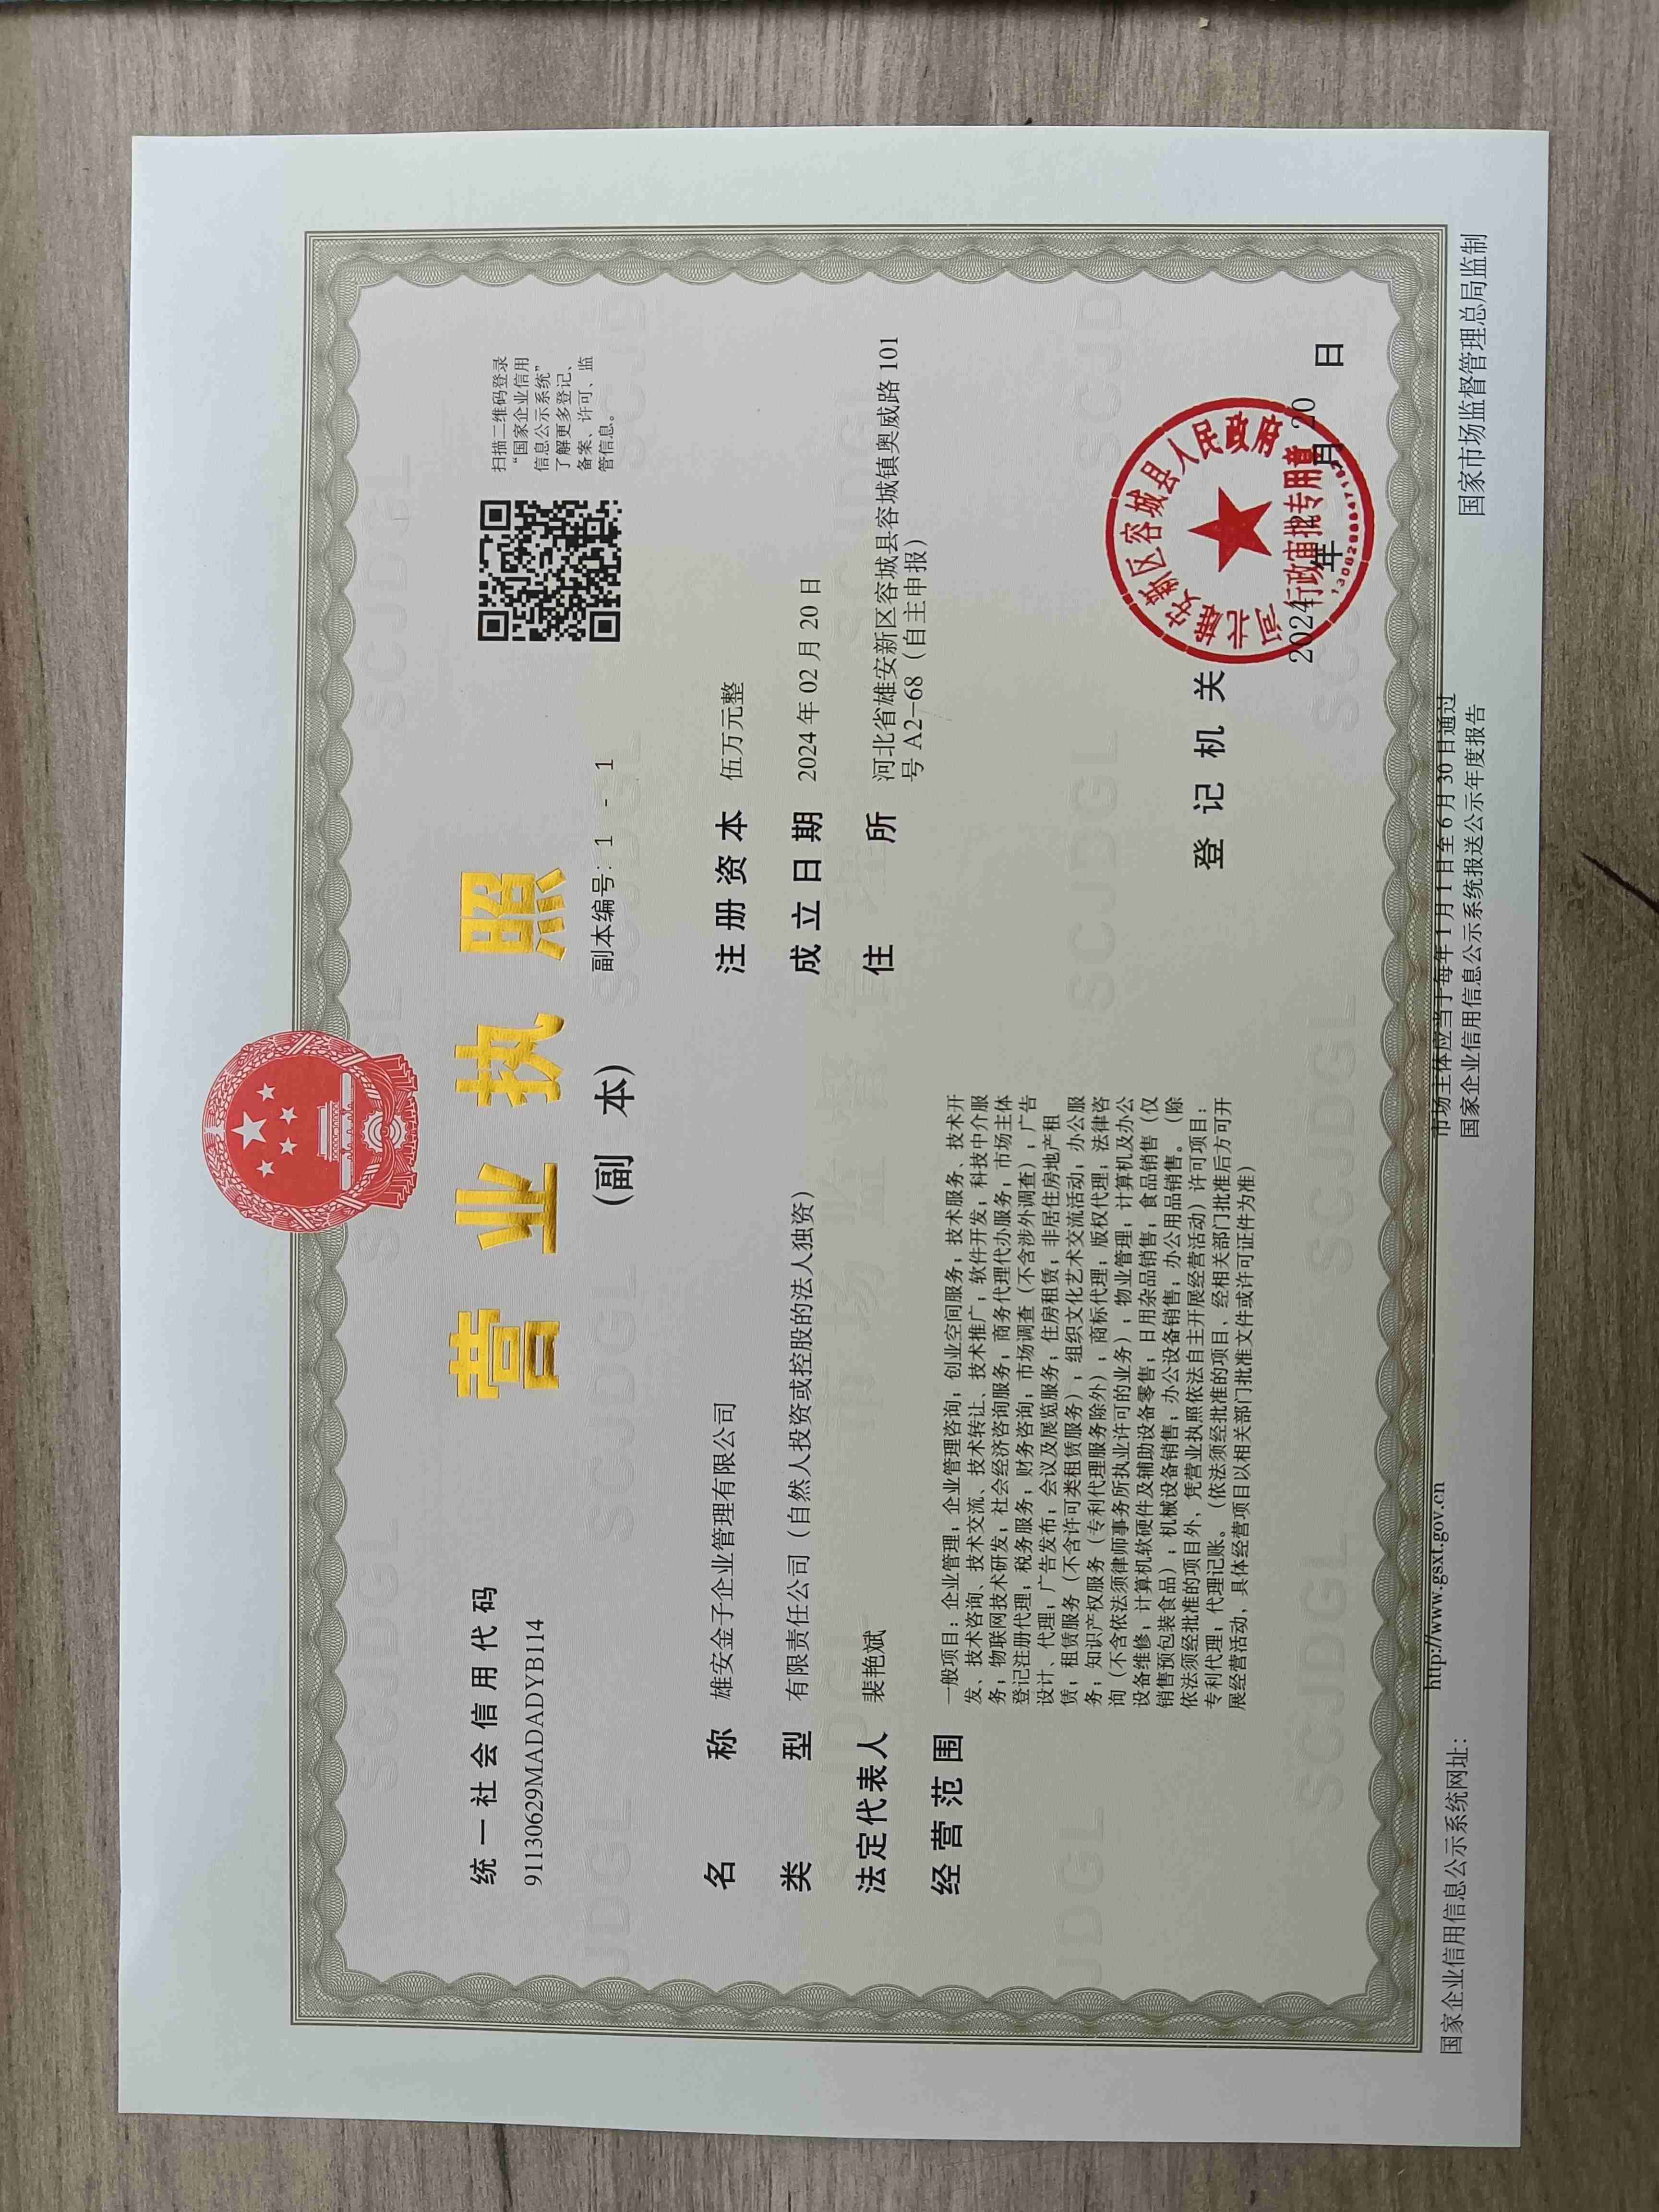 营业执照
(副 本)
副本编号: 1 - 1
扫描二维码登录
“国家企业信用
信息公示系统”
了解更多登记、
备案、许可、监
管信息。
统一社会信用代码
91130629MADADYB114
名 称 雄安金子企业管理有限公司
类 型 有限责任公司（自然人投资或控股的法人独资）
法定代表人 裴艳斌
经营范围
一般项目：企业管理；企业管理咨询；创业空间服务；技术服务、技术开
发、技术咨询、技术交流、技术转让、技术推广；软件开发；科技中介服
务；物联网技术研发；社会经济咨询服务；商务代理代办服务；市场主体
登记注册代理；税务服务；财务咨询；市场调查（不含涉外调查）；广告
设计、代理；广告发布；会议及展览服务；住房租赁；非居住房地产租
赁；租赁服务（不含许可类租赁服务）；组织文化艺术交流活动；办公服
务；知识产权服务（专利代理服务除外）；商标代理；版权代理；法律咨
询（不含依法须律师事务所执业许可的业务）；物业管理；计算机及办公
设备维修；计算机软硬件及辅助设备零售；日用杂品销售；食品销售（仅
销售预包装食品）；机械设备销售；办公设备销售；办公用品销售。（除
依法须经批准的项目外，凭营业执照依法自主开展经营活动）许可项目：
专利代理；代理记账。（依法须经批准的项目，经相关部门批准后方可开
展经营活动，具体经营项目以相关部门批准文件或许可证件为准）
注册资本 伍万元整
成立日期 2024 年 02 月 20 日
住 所 河北省雄安新区容城县容城镇奥威路 101
号 A2-68（自主申报）
登记机关
河北雄安新区容城县人民政府
行政审批专用章
2024 年 2 月 20 日
国家企业信用信息公示系统网址：
http://www.gsxt.gov.cn
市场主体应当于每年 1 月 1 日至 6 月 30 日通过
国家企业信用信息公示系统报送公示年度报告
国家市场监督管理总局监制